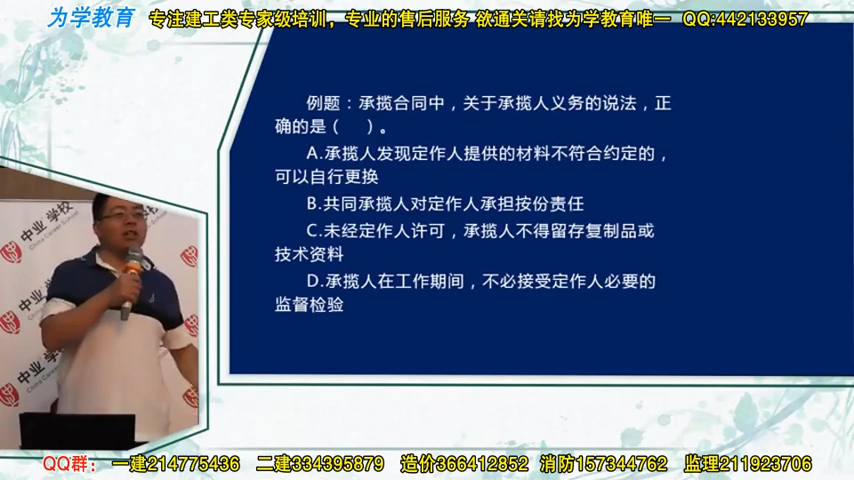 为学教育 专注建工类专家级培训，专业的售后服务 欲通关请找为学教育唯一 QQ:442133957
例题：承揽合同中，关于承揽人义务的说法，正
确的是（ ）。
A.承揽人发现定作人提供的材料不符合约定的，
可以自行更换
B.共同承揽人对定作人承担按份责任
C.未经定作人许可，承揽人不得留存复制品或
技术资料
D.承揽人在工作期间，不必接受定作人必要的
监督检验
中业 学校
China Career School
中业 学
中业 学校
QQ群： 一建214775436 二建334395879 造价366412852 消防157344762 监理211923706